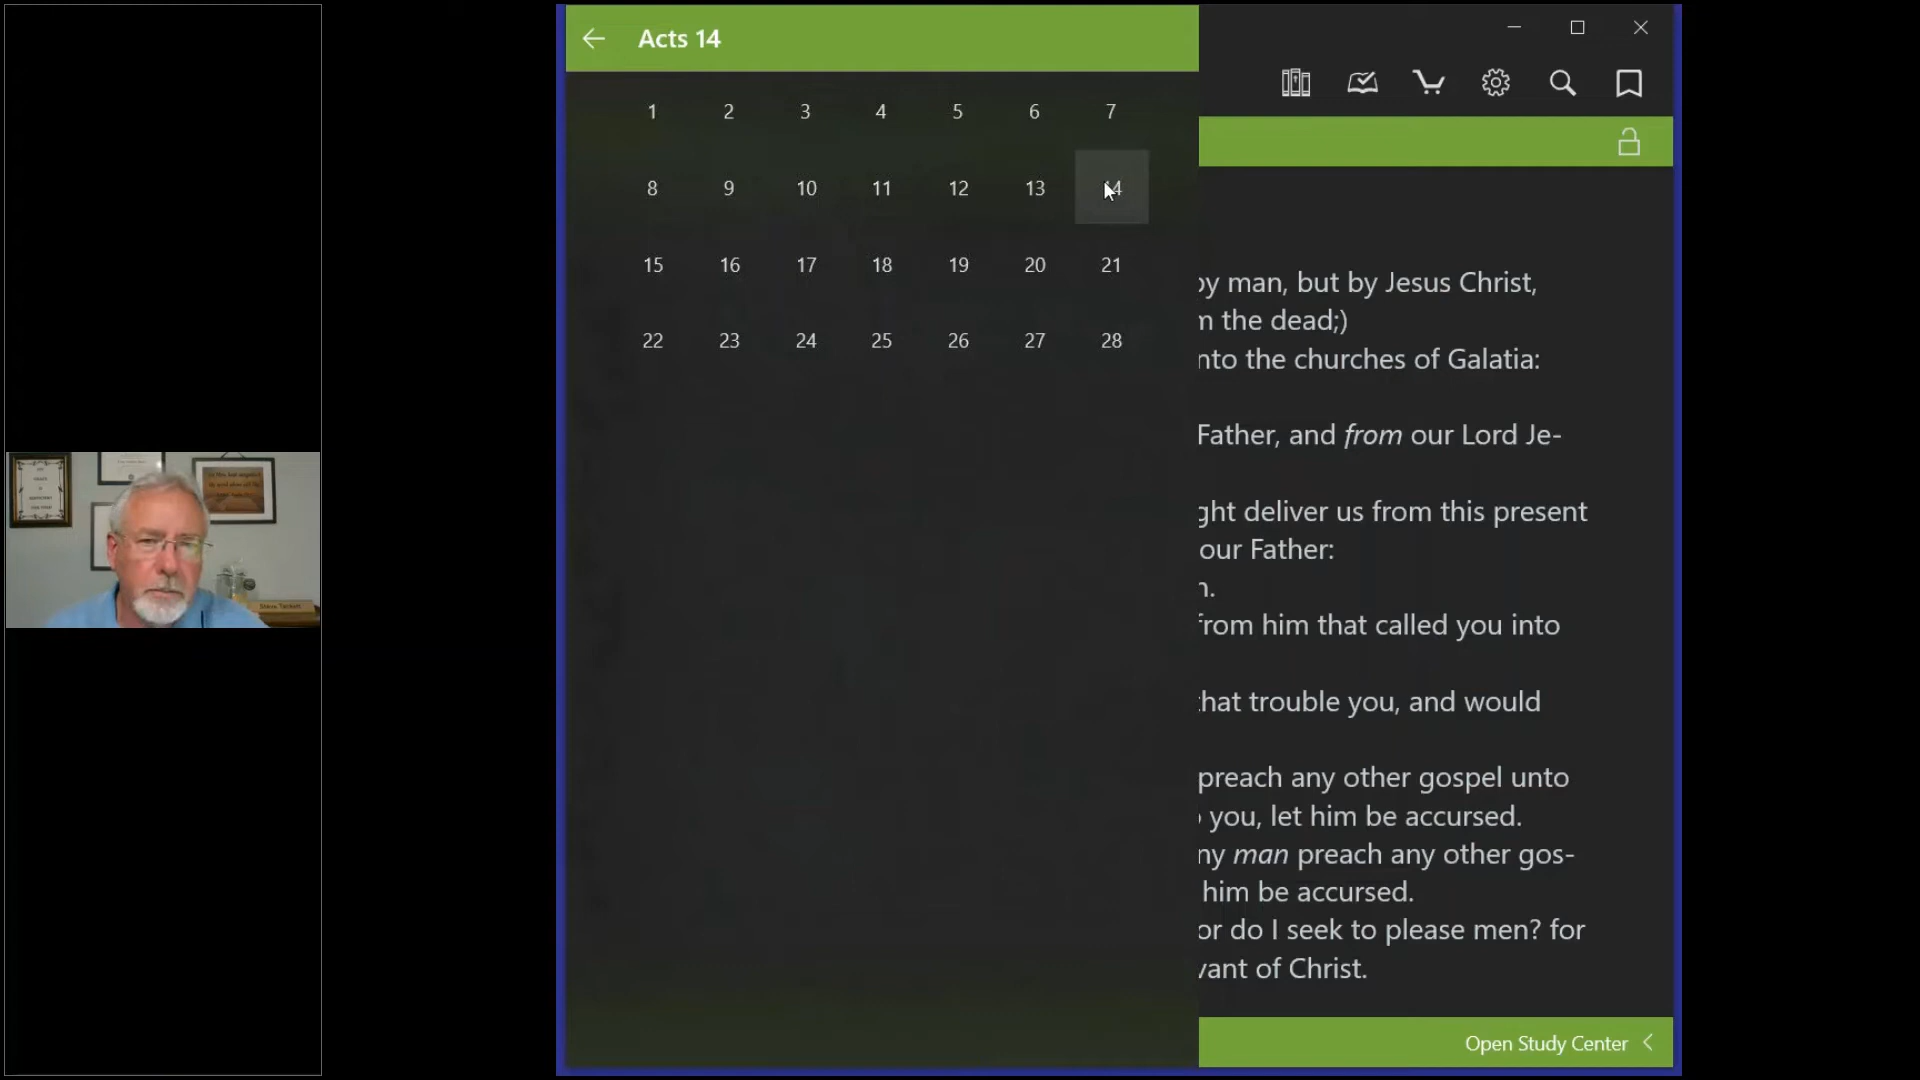 Acts 14
1 2 3 4 5 6 7
8 9 10 11 12 13 14
15 16 17 18 19 20 21
22 23 24 25 26 27 28
by man, but by Jesus Christ,
m the dead;)
nto the churches of Galatia:
Father, and from our Lord Je-
ght deliver us from this present
our Father:
n.
from him that called you into
that trouble you, and would
preach any other gospel unto
you, let him be accursed.
ny man preach any other gos-
him be accursed.
or do I seek to please men? for
vant of Christ.
Open Study Center